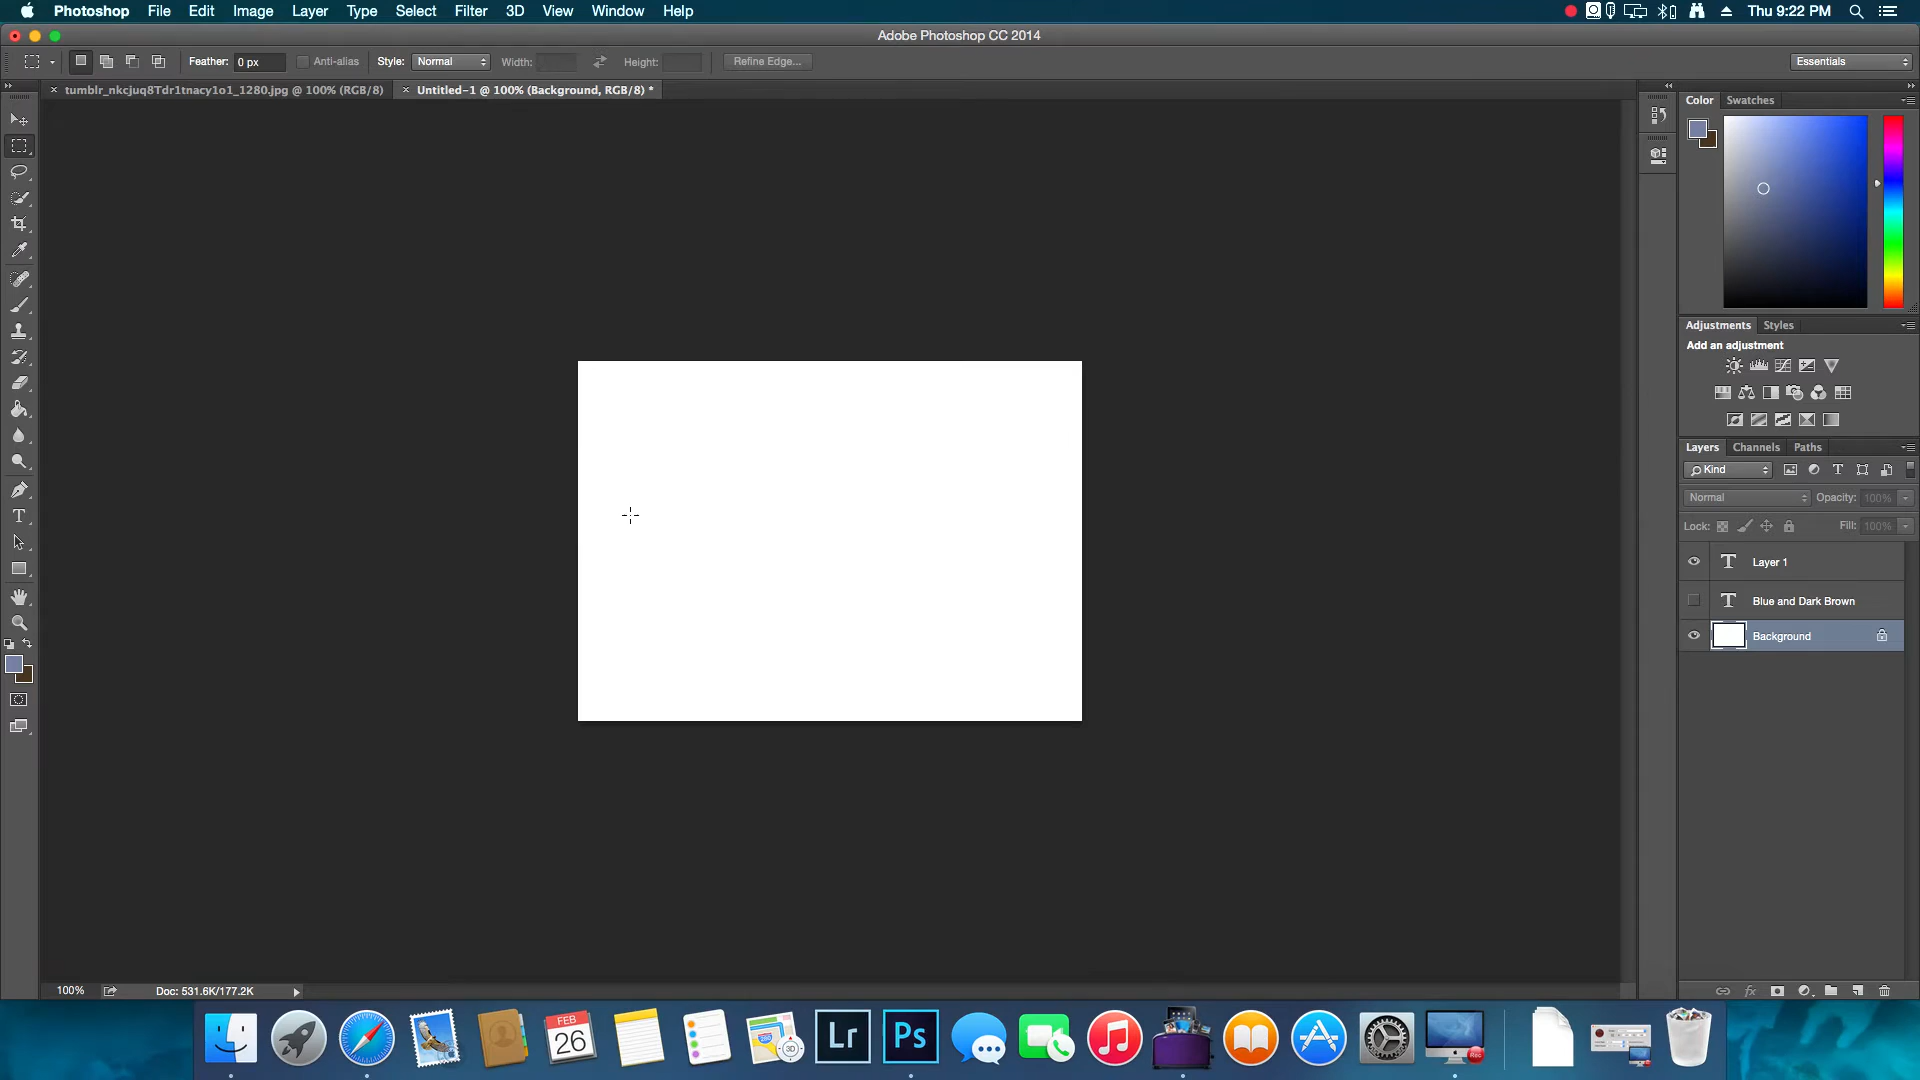 Photoshop File Edit Image Layer Type Select Filter 3D View Window Help Thu 9:22 PM
Adobe Photoshop CC 2014
Feather: 0 px Anti-alias Style: Normal Width: Height: Refine Edge... Essentials
tumblr_nkcjuq8Tdr1tnacy1o1_1280.jpg @ 100% (RGB/8) Untitled-1 @ 100% (Background, RGB/8) *
Color Swatches
Adjustments Styles
Add an adjustment
Layers Channels Paths
Kind
Normal Opacity: 100%
Lock: Fill: 100%
Layer 1
Blue and Dark Brown
Background
100% Doc: 531.6K/177.2K
FEB
26
280
3D
Lr
Ps
Rec